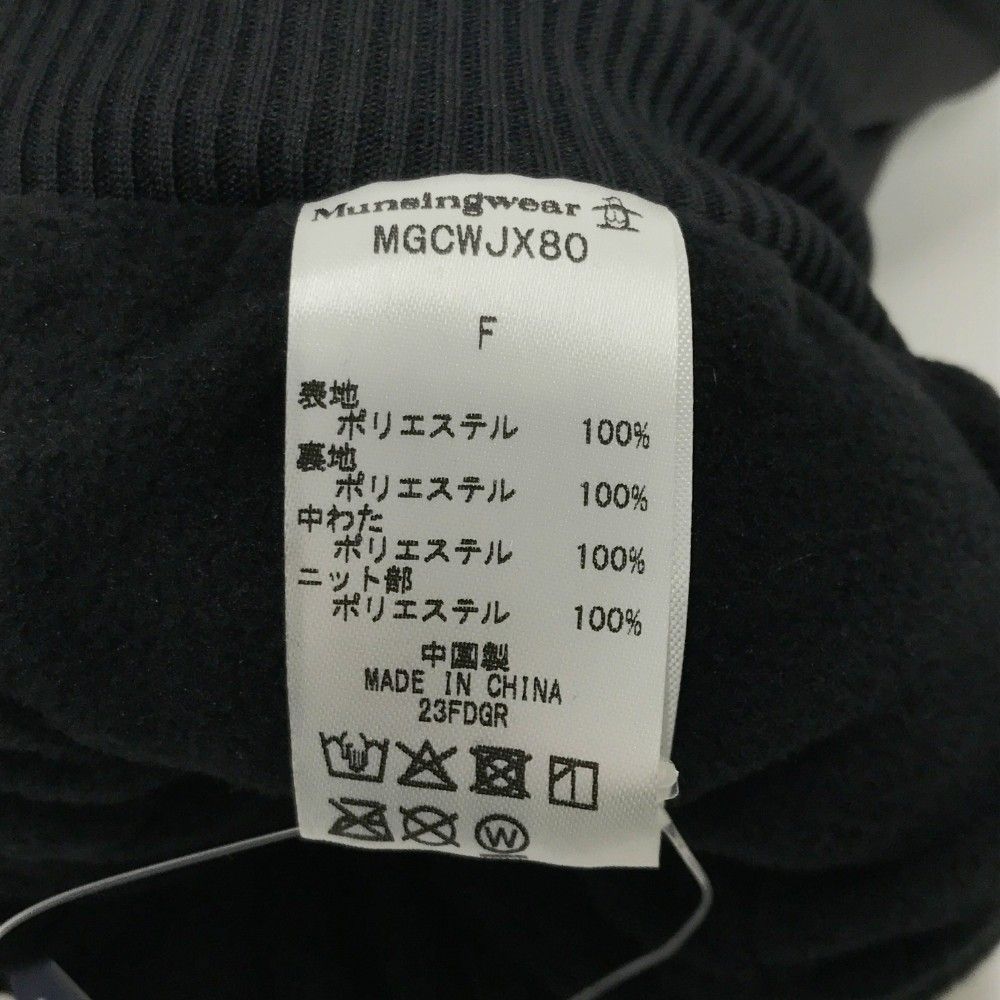 Munsingwear
MGCWJX80
F
表地
ポリエステル 100%
裏地
ポリエステル 100%
中わた
ポリエステル 100%
ニット部
ポリエステル 100%
中国製
MADE IN CHINA
23FDGR
W